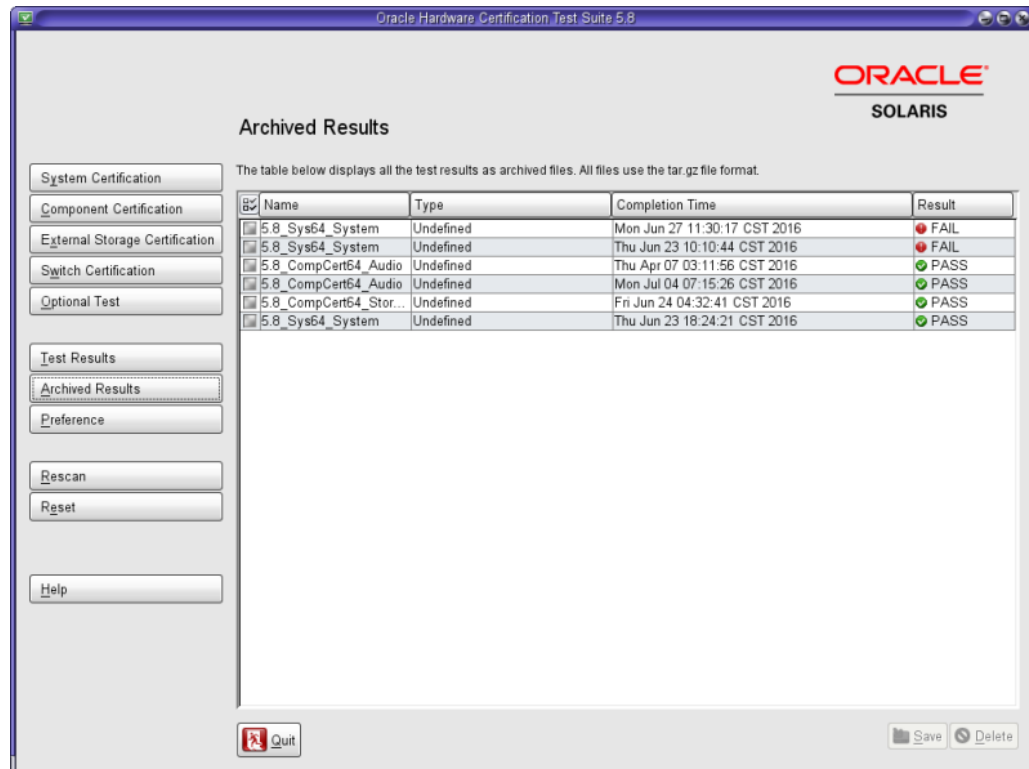 Oracle Hardware Certification Test Suite 5.8
ORACLE
SOLARIS
Archived Results
The table below displays all the test results as archived files. All files use the tar.gz file format.
System Certification
Component Certification
External Storage Certification
Switch Certification
Optional Test
Test Results
Archived Results
Preference
Rescan
Reset
Help
Name Type Completion Time Result
5.8_Sys64_System Undefined Mon Jun 27 11:30:17 CST 2016 FAIL
5.8_Sys64_System Undefined Thu Jun 23 10:10:44 CST 2016 FAIL
5.8_CompCert64_Audio Undefined Thu Apr 07 03:11:56 CST 2016 PASS
5.8_CompCert64_Audio Undefined Mon Jul 04 07:15:26 CST 2016 PASS
5.8_CompCert64_Stor... Undefined Fri Jun 24 04:32:41 CST 2016 PASS
5.8_Sys64_System Undefined Thu Jun 23 18:24:21 CST 2016 PASS
Quit
Save Delete